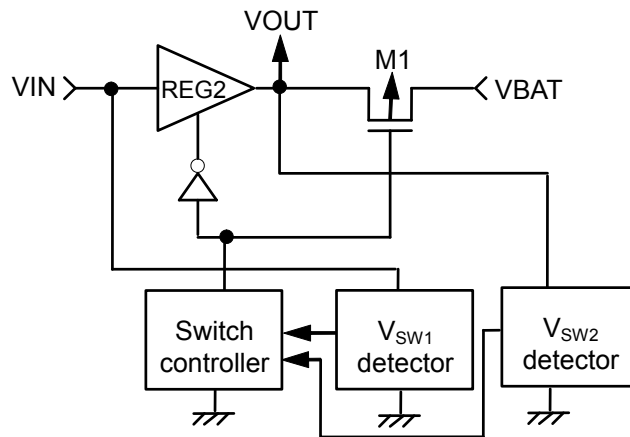 VOUT
M1
VIN
REG2
VBAT
Switch
controller
VSW1
detector
VSW2
detector